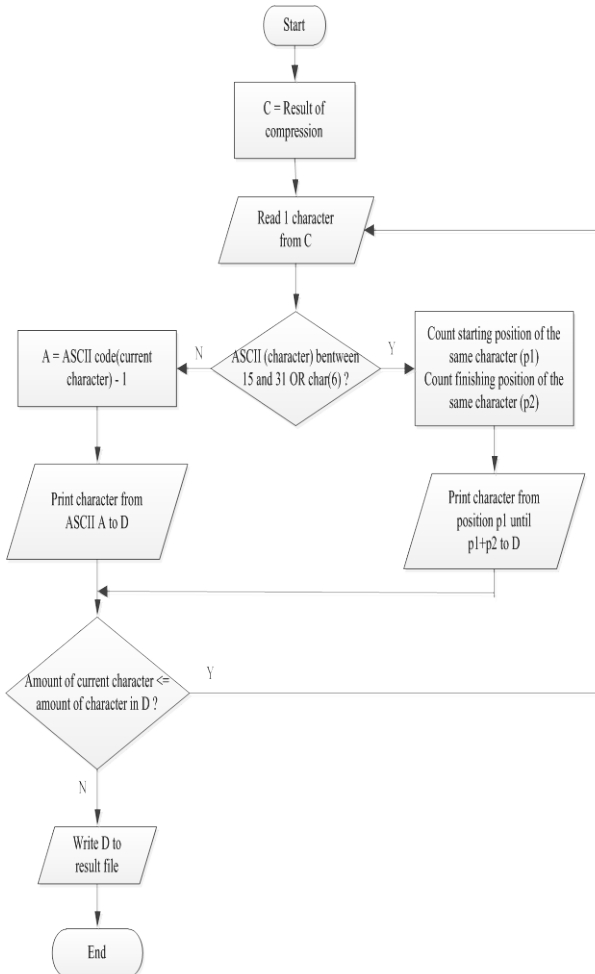 Start
C = Result of
compression
Read 1 character
from C
ASCII (character) bentween
15 and 31 OR char(6) ?
N
Y
A = ASCII code(current
character) - 1
Count starting position of the
same character (p1)
Count finishing position of the
same character (p2)
Print character from
ASCII A to D
Print character from
position p1 until
p1+p2 to D
Amount of current character <=
amount of character in D ?
Y
N
Write D to
result file
End